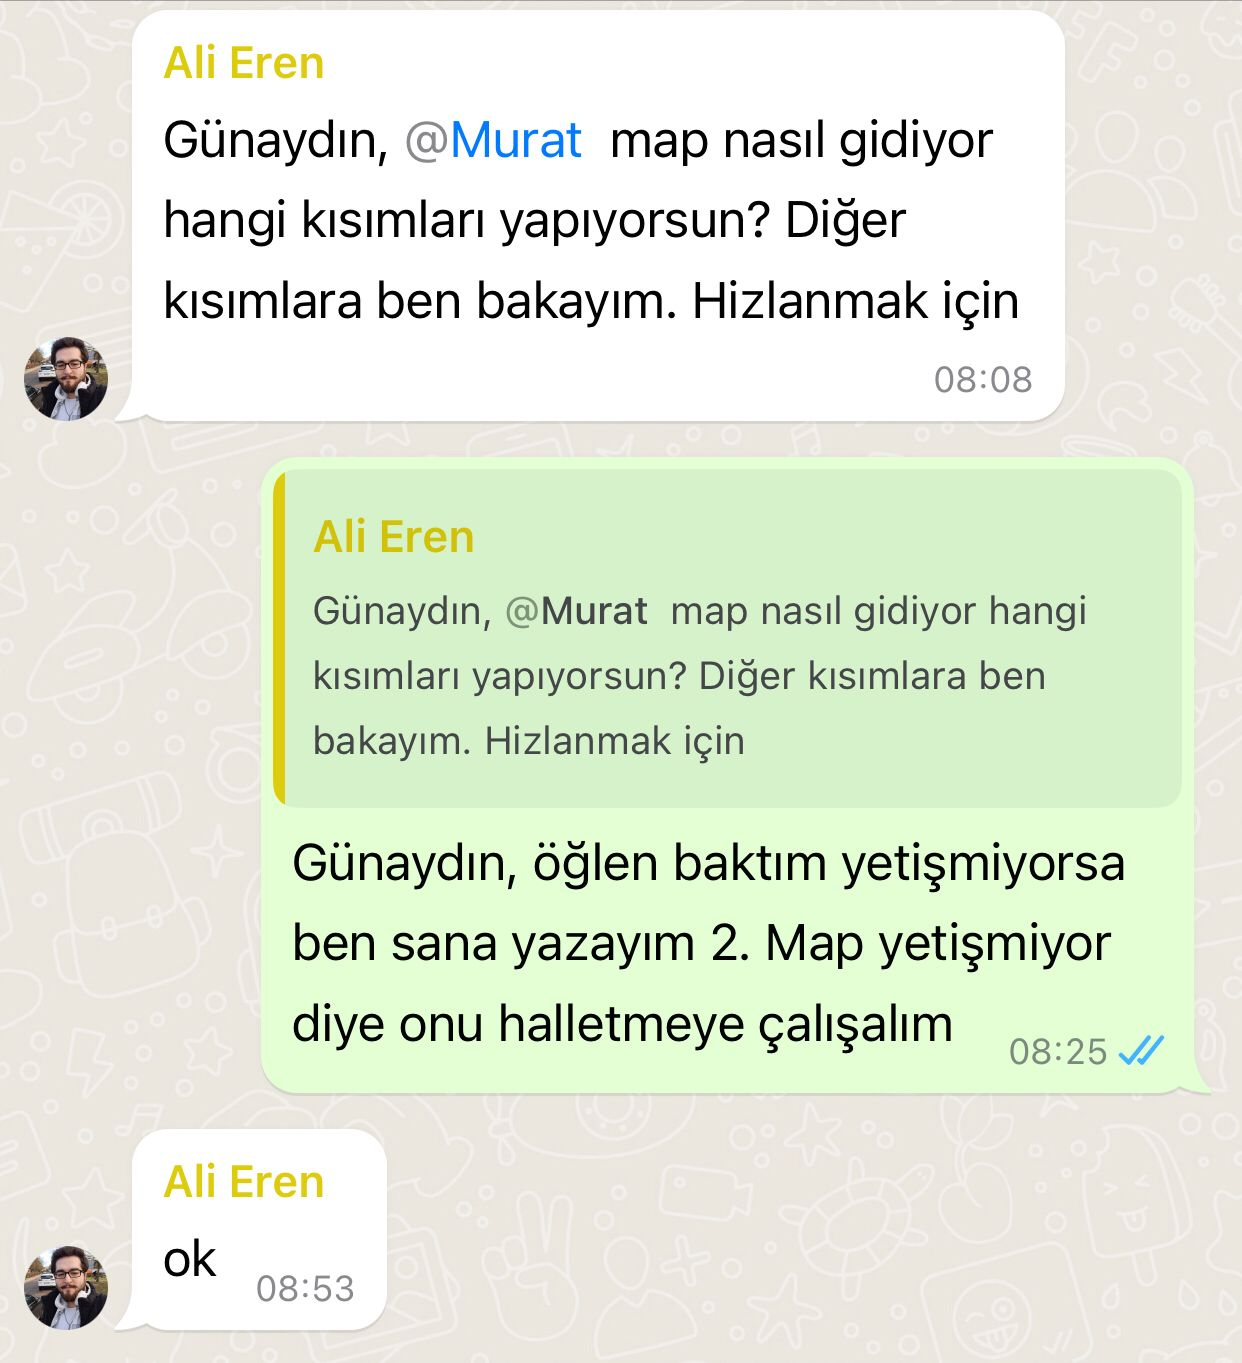 Ali Eren
Günaydın, @Murat map nasıl gidiyor
hangi kısımları yapıyorsun? Diğer
kısımlara ben bakayım. Hizlanmak için
08:08
Ali Eren
Günaydın, @Murat map nasıl gidiyor hangi
kısımları yapıyorsun? Diğer kısımlara ben
bakayım. Hizlanmak için
Günaydın, öğlen baktım yetişmiyorsa
ben sana yazayım 2. Map yetişmiyor
diye onu halletmeye çalışalım
08:25
Ali Eren
ok
08:53